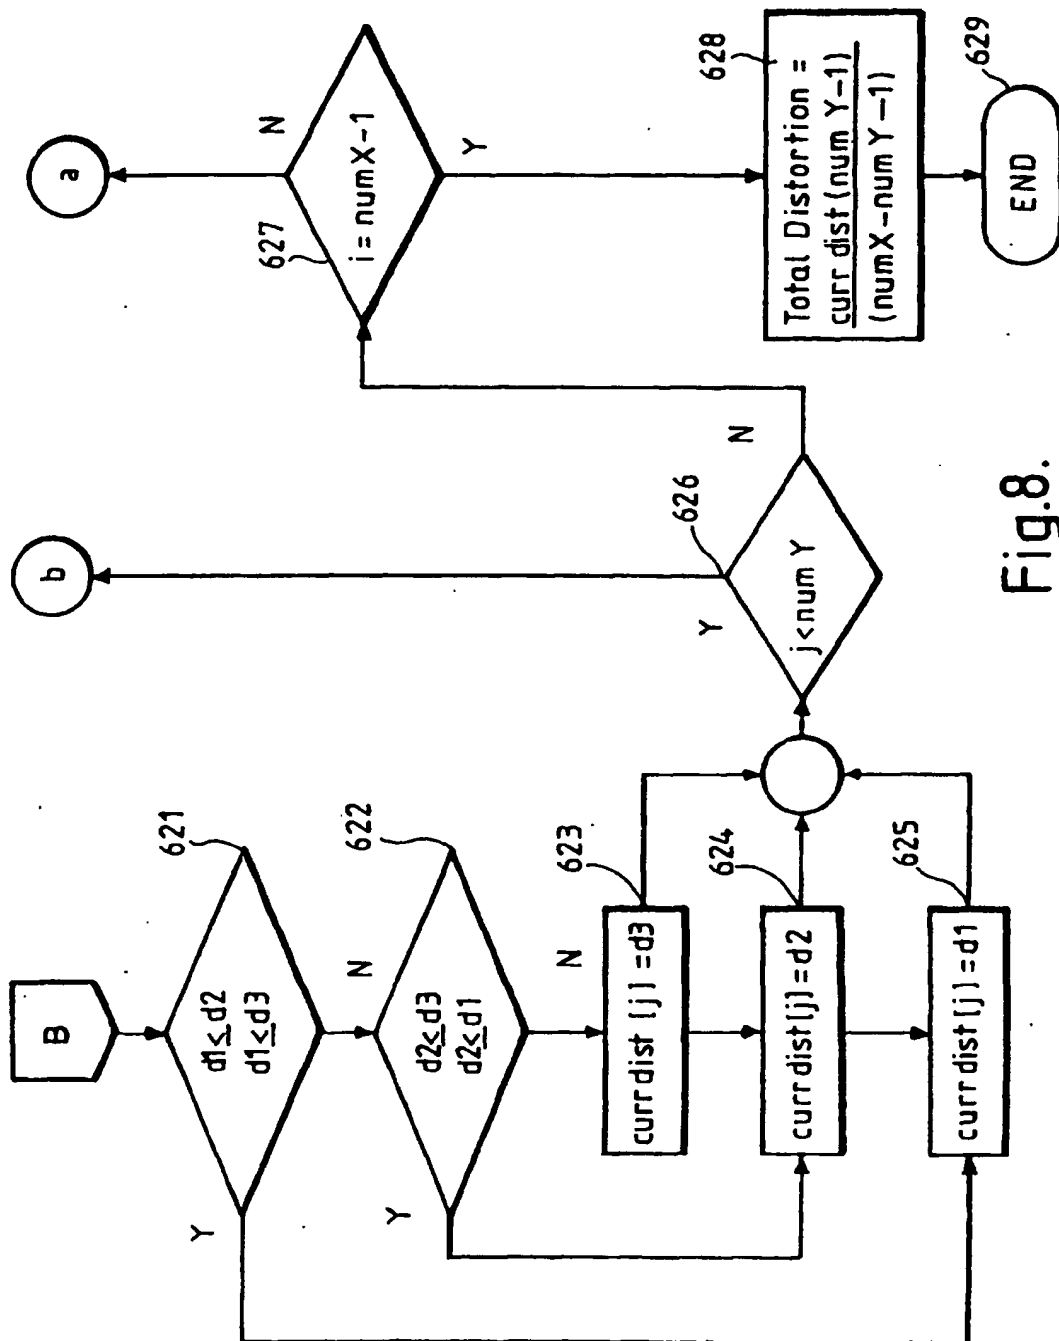 B
621
d1≤d2
d1≤d3
Y
N
622
d2≤d3
d2≤d1
Y
N
623
currdist [j] =d3
624
currdist[j]=d2
625
currdist[j]=d1
626
j<num Y
Y
N
b
627
i=numX-1
N
Y
a
628
Total Distortion =
curr dist (num Y-1)
(numX-num Y-1)
629
END
Fig.8.